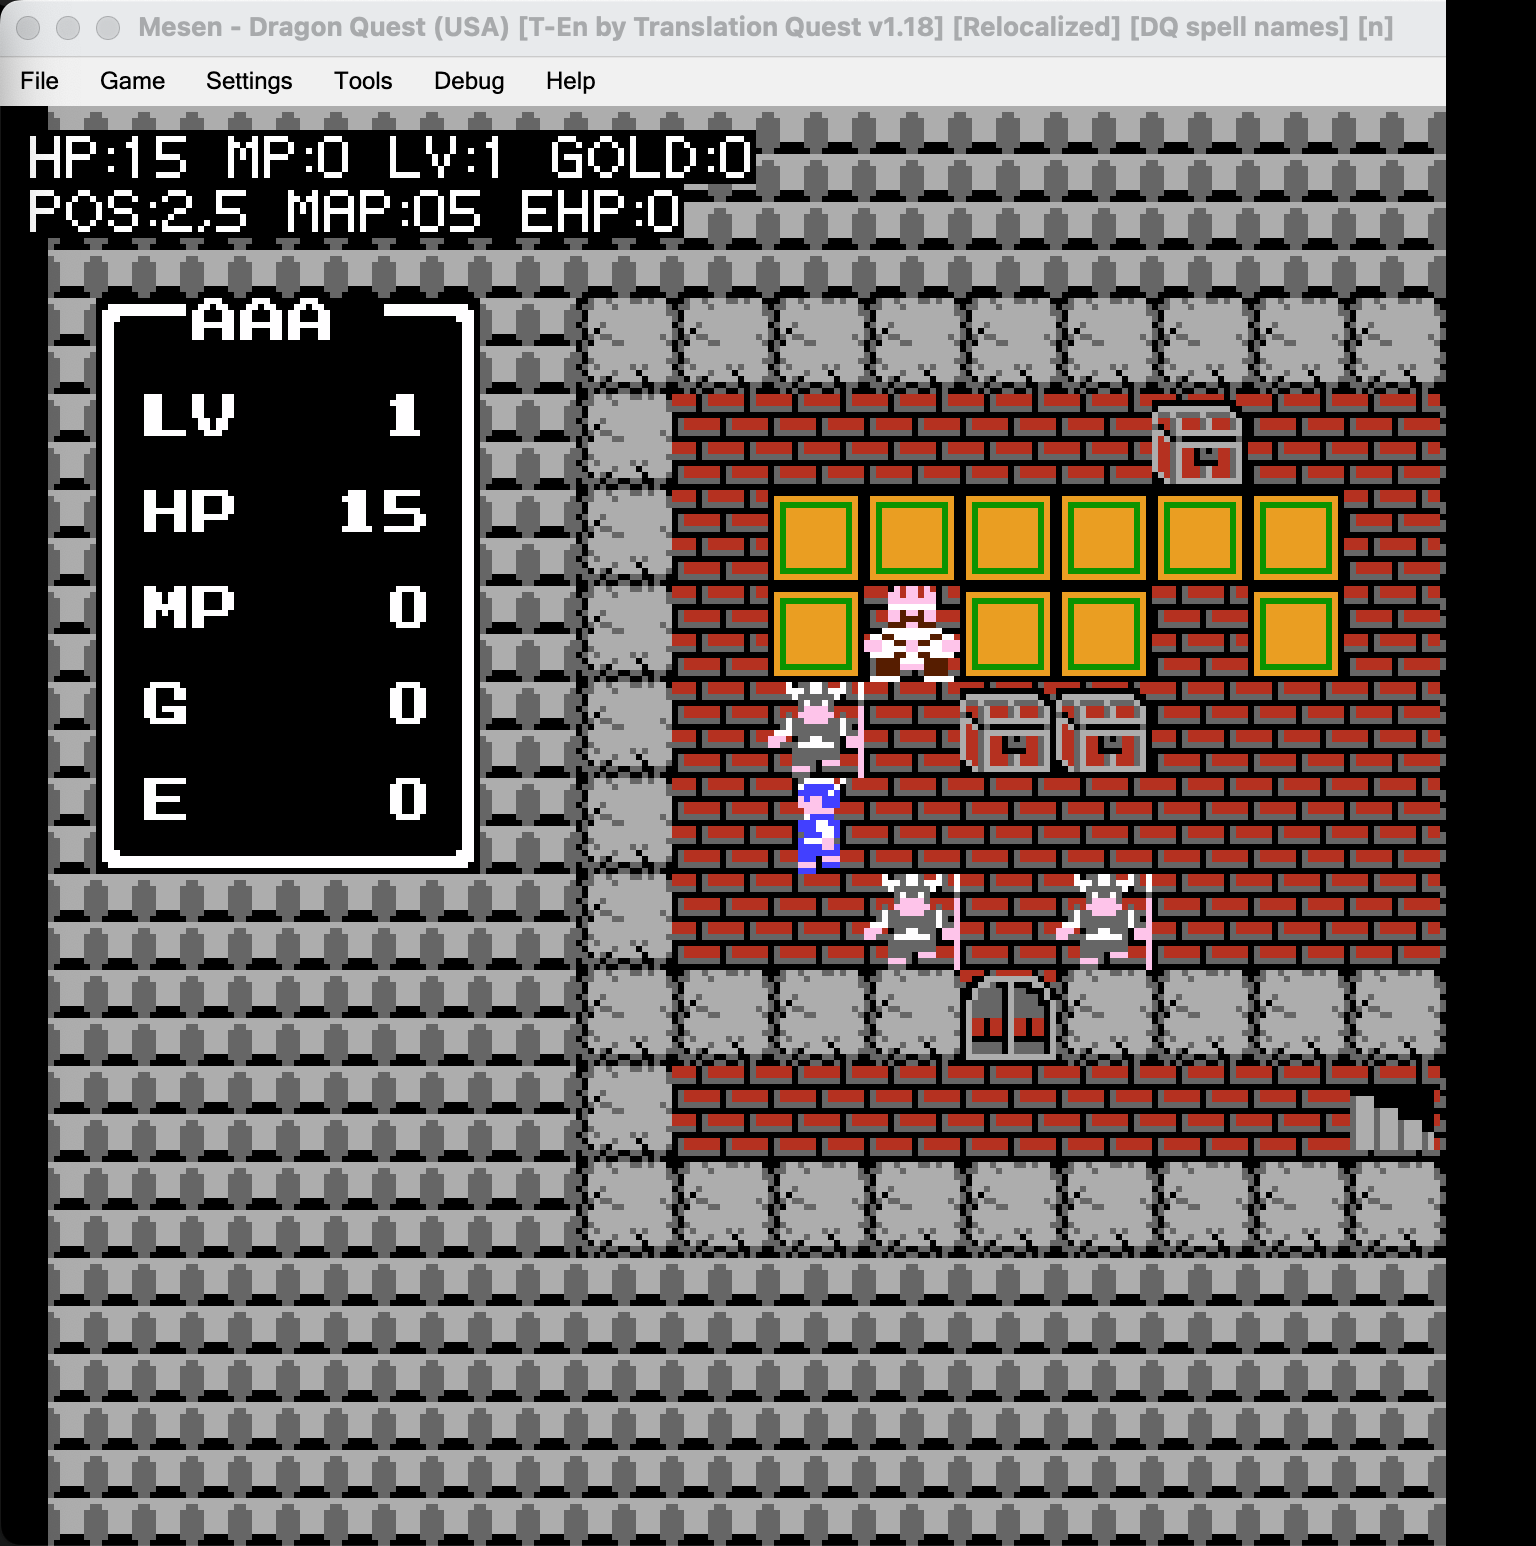 Mesen - Dragon Quest (USA) [T-En by Translation Quest v1.18] [Relocalized] [DQ spell names] [n]
File Game Settings Tools Debug Help
HP:15 MP:0 LV:1 GOLD:0
POS:2,5 MAP:05 EHP:0
AAA
LV 1
HP 15
MP 0
G 0
E 0